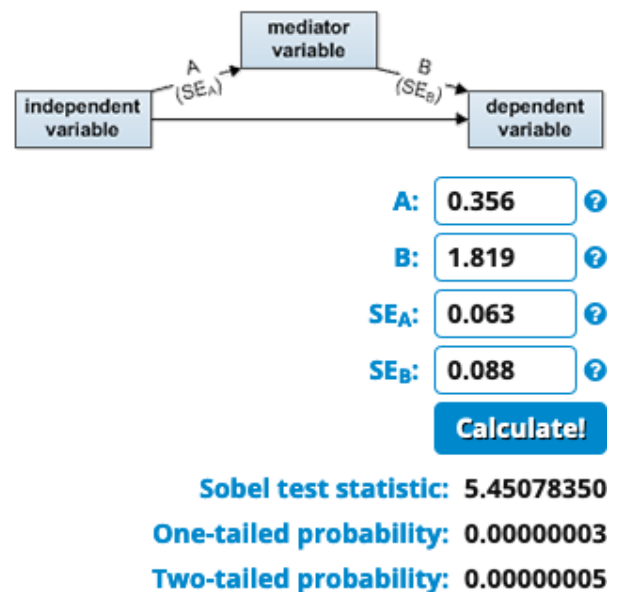 mediator
variable
A
(SEA)
B
(SEB)
independent
variable
dependent
variable
A: 0.356 ?
B: 1.819 ?
SEA: 0.063 ?
SEB: 0.088 ?
Calculate!
Sobel test statistic: 5.45078350
One-tailed probability: 0.00000003
Two-tailed probability: 0.00000005